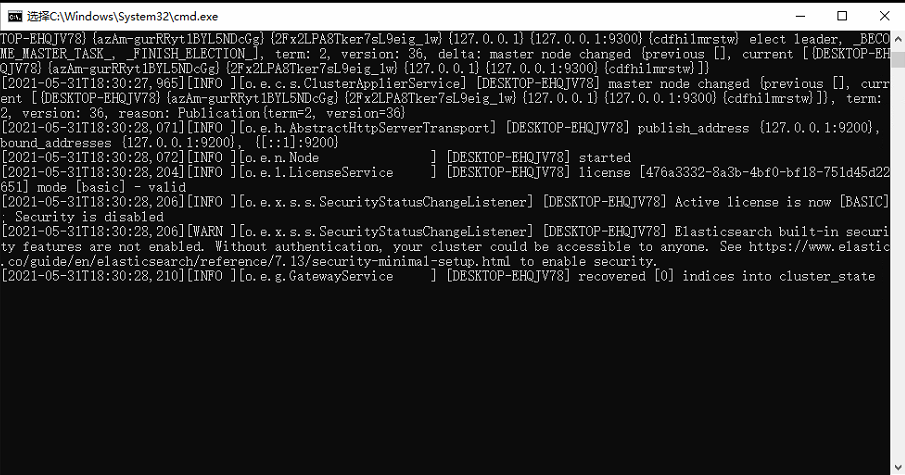 选择C:\Windows\System32\cmd.exe
TOP-EHQJV78}{azAm-gurRRyt1BYL5NDcGg}{2Fx2LPA8Tker7sL9eig_1w}{127.0.0.1}{127.0.0.1:9300}{cdfhilmrstw} elect leader, _BECO
ME_MASTER_TASK_, _FINISH_ELECTION_], term: 2, version: 36, delta: master node changed {previous [], current [{DESKTOP-EH
QJV78}{azAm-gurRRyt1BYL5NDcGg}{2Fx2LPA8Tker7sL9eig_1w}{127.0.0.1}{127.0.0.1:9300}{cdfhilmrstw}]}
[2021-05-31T18:30:27,965][INFO ][o.e.c.s.ClusterApplierService] [DESKTOP-EHQJV78] master node changed {previous [], curr
ent [{DESKTOP-EHQJV78}{azAm-gurRRyt1BYL5NDcGg}{2Fx2LPA8Tker7sL9eig_1w}{127.0.0.1}{127.0.0.1:9300}{cdfhilmrstw}]}, term:
2, version: 36, reason: Publication{term=2, version=36}
[2021-05-31T18:30:28,071][INFO ][o.e.h.AbstractHttpServerTransport] [DESKTOP-EHQJV78] publish_address {127.0.0.1:9200},
bound_addresses {127.0.0.1:9200}, {[::1]:9200}
[2021-05-31T18:30:28,072][INFO ][o.e.n.Node               ] [DESKTOP-EHQJV78] started
[2021-05-31T18:30:28,204][INFO ][o.e.l.LicenseService     ] [DESKTOP-EHQJV78] license [476a3332-8a3b-4bf0-bf18-751d45d22
651] mode [basic] - valid
[2021-05-31T18:30:28,206][INFO ][o.e.x.s.s.SecurityStatusChangeListener] [DESKTOP-EHQJV78] Active license is now [BASIC]
; Security is disabled
[2021-05-31T18:30:28,206][WARN ][o.e.x.s.s.SecurityStatusChangeListener] [DESKTOP-EHQJV78] Elasticsearch built-in securi
ty features are not enabled. Without authentication, your cluster could be accessible to anyone. See https://www.elastic
.co/guide/en/elasticsearch/reference/7.13/security-minimal-setup.html to enable security.
[2021-05-31T18:30:28,210][INFO ][o.e.g.GatewayService     ] [DESKTOP-EHQJV78] recovered [0] indices into cluster_state